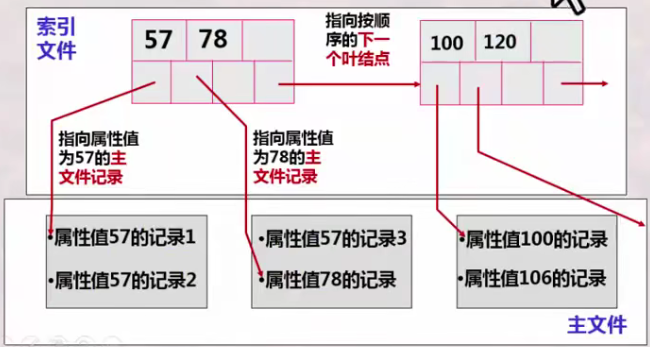 索引
文件
57 78
指向按顺
序的下一
个叶结点
100 120
指向属性值
为57的主
文件记录
指向属性值
为78的主
文件记录
•属性值57的记录1
•属性值57的记录2
•属性值57的记录3
•属性值78的记录
•属性值100的记录
•属性值106的记录
主文件